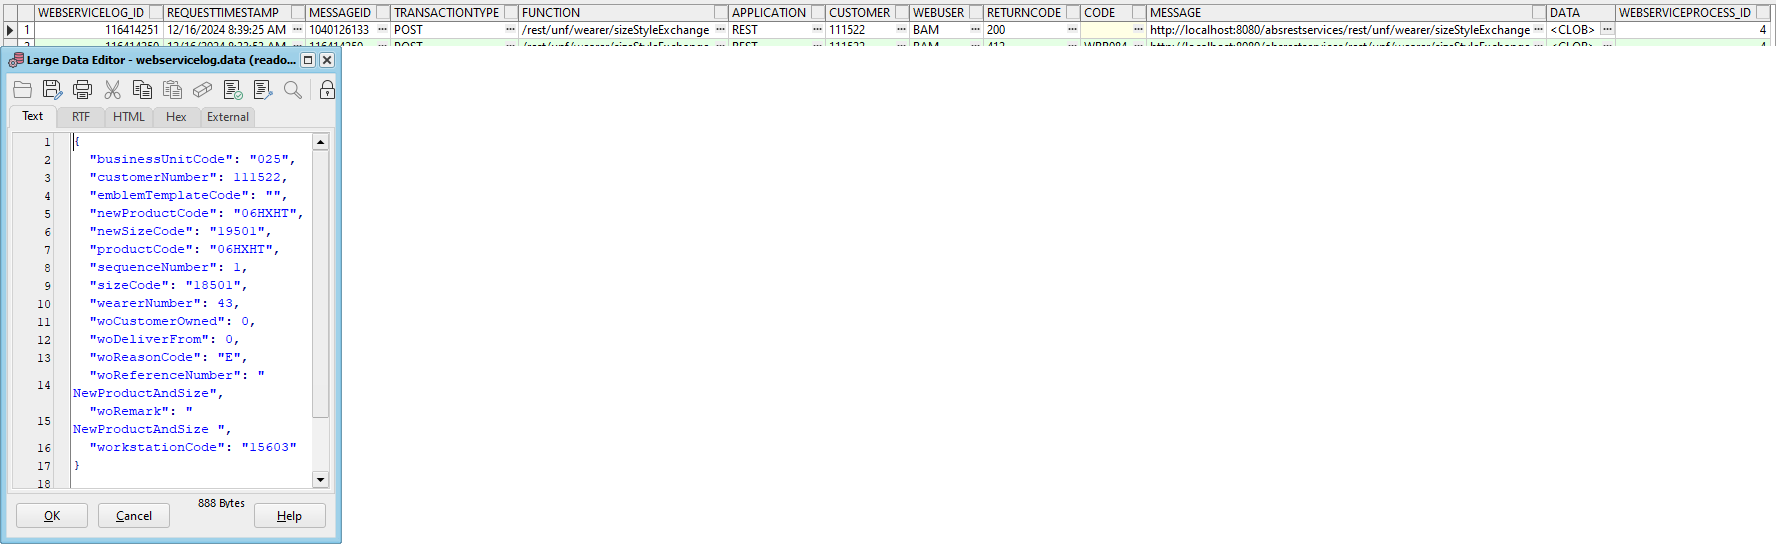 WEBSERVICELOG_ID REQUESTTIMESTAMP MESSAGEID TRANSACTIONTYPE FUNCTION APPLICATION CUSTOMER WEBUSER RETURNCODE CODE MESSAGE DATA WEBSERVICEPROCESS_ID
1 116414251 12/16/2024 8:39:25 AM ··· 1040126133 ··· POST ··· /rest/unf/wearer/sizeStyleExchange ··· REST ··· 111522 ··· BAM ··· 200 ··· ··· http://localhost:8080/absrestservices/rest/unf/wearer/sizeStyleExchange ··· <CLOB> ··· 4
Large Data Editor - webservicelog.data (reado...
Text RTF HTML Hex External
1 {
2 "businessUnitCode": "025",
3 "customerNumber": 111522,
4 "emblemTemplateCode": "",
5 "newProductCode": "06HXHT",
6 "newSizeCode": "19501",
7 "productCode": "06HXHT",
8 "sequenceNumber": 1,
9 "sizeCode": "18501",
10 "wearerNumber": 43,
11 "woCustomerOwned": 0,
12 "woDeliverFrom": 0,
13 "woReasonCode": "E",
14 "woReferenceNumber": "
NewProductAndSize",
15 "woRemark": "
NewProductAndSize ",
16 "workstationCode": "15603"
17 }
18
888 Bytes
OK Cancel Help